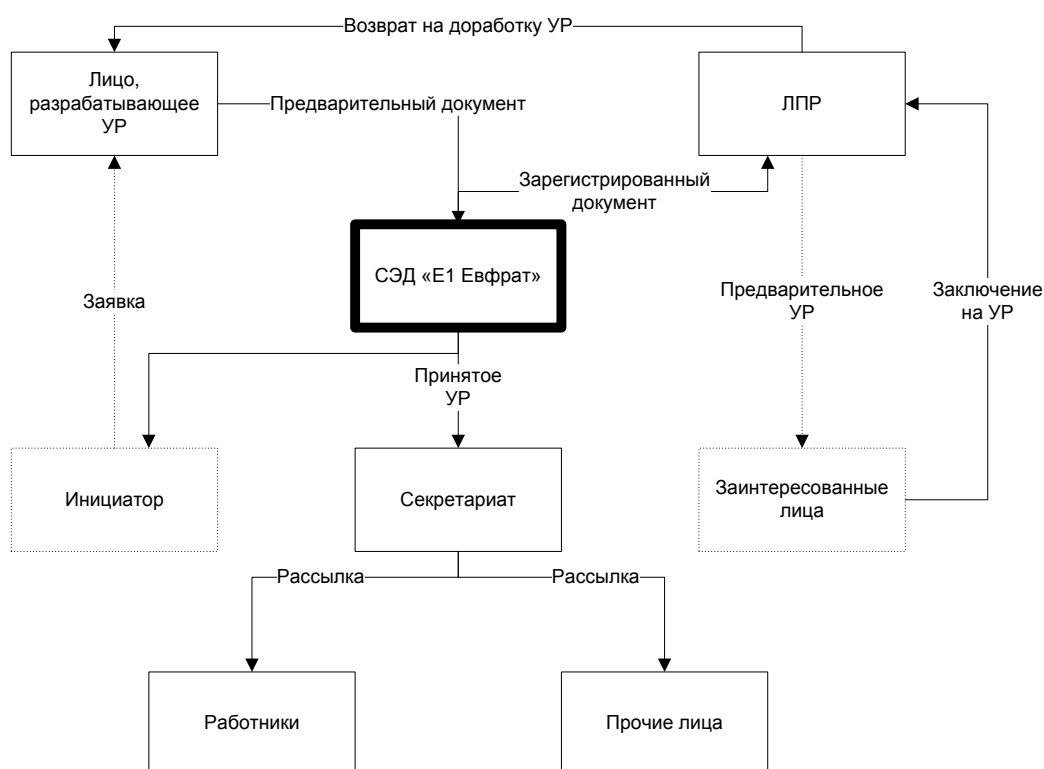 Возврат на доработку УР
Лицо,
разрабатывающее
УР
Предварительный документ
ЛПР
Зарегистрированный
документ
СЭД «Е1 Евфрат»
Заявка
Предварительное
УР
Заключение
на УР
Принятое
УР
Инициатор
Секретариат
Заинтересованные
лица
Рассылка
Рассылка
Работники
Прочие лица